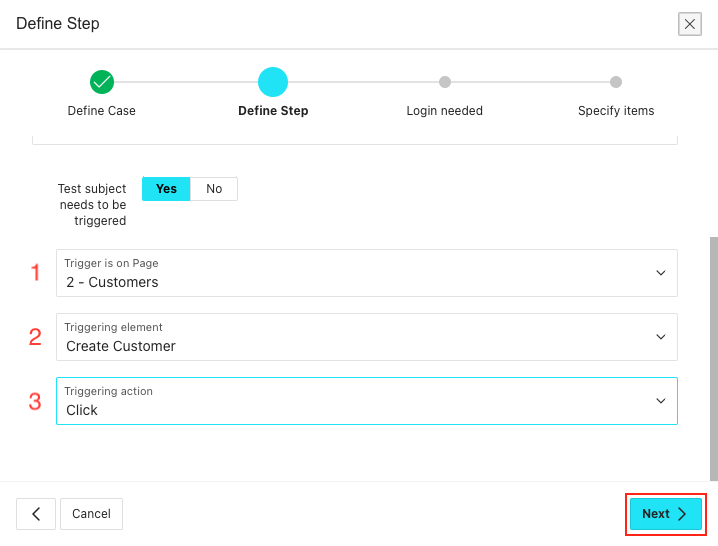 Define Step
Define Case
Define Step
Login needed
Specify items
Test subject
needs to be
triggered
Yes
No
1
Trigger is on Page
2 - Customers
2
Triggering element
Create Customer
3
Triggering action
Click
Cancel
Next